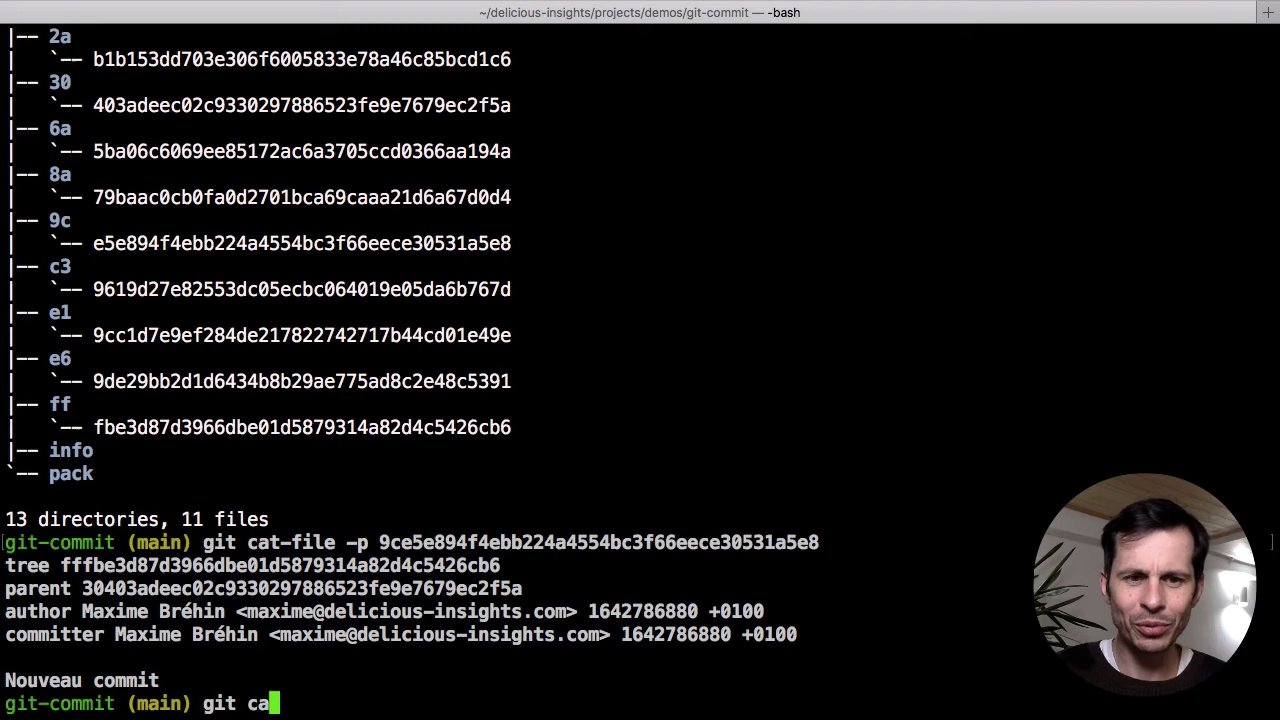 ~/delicious-insights/projects/demos/git-commit — -bash
|-- 2a
|   `-- b1b153dd703e306f6005833e78a46c85bcd1c6
|-- 30
|   `-- 403adeec02c9330297886523fe9e7679ec2f5a
|-- 6a
|   `-- 5ba06c6069ee85172ac6a3705ccd0366aa194a
|-- 8a
|   `-- 79baac0cb0fa0d2701bca69caaa21d6a67d0d4
|-- 9c
|   `-- e5e894f4ebb224a4554bc3f66eece30531a5e8
|-- c3
|   `-- 9619d27e82553dc05ecbc064019e05da6b767d
|-- e1
|   `-- 9cc1d7e9ef284de217822742717b44cd01e49e
|-- e6
|   `-- 9de29bb2d1d6434b8b29ae775ad8c2e48c5391
|-- ff
|   `-- fbe3d87d3966dbe01d5879314a82d4c5426cb6
|-- info
`-- pack
13 directories, 11 files
git-commit (main) git cat-file -p 9ce5e894f4ebb224a4554bc3f66eece30531a5e8
tree fffbe3d87d3966dbe01d5879314a82d4c5426cb6
parent 30403adeec02c9330297886523fe9e7679ec2f5a
author Maxime Bréhin <maxime@delicious-insights.com> 1642786880 +0100
committer Maxime Bréhin <maxime@delicious-insights.com> 1642786880 +0100
Nouveau commit
git-commit (main) git ca